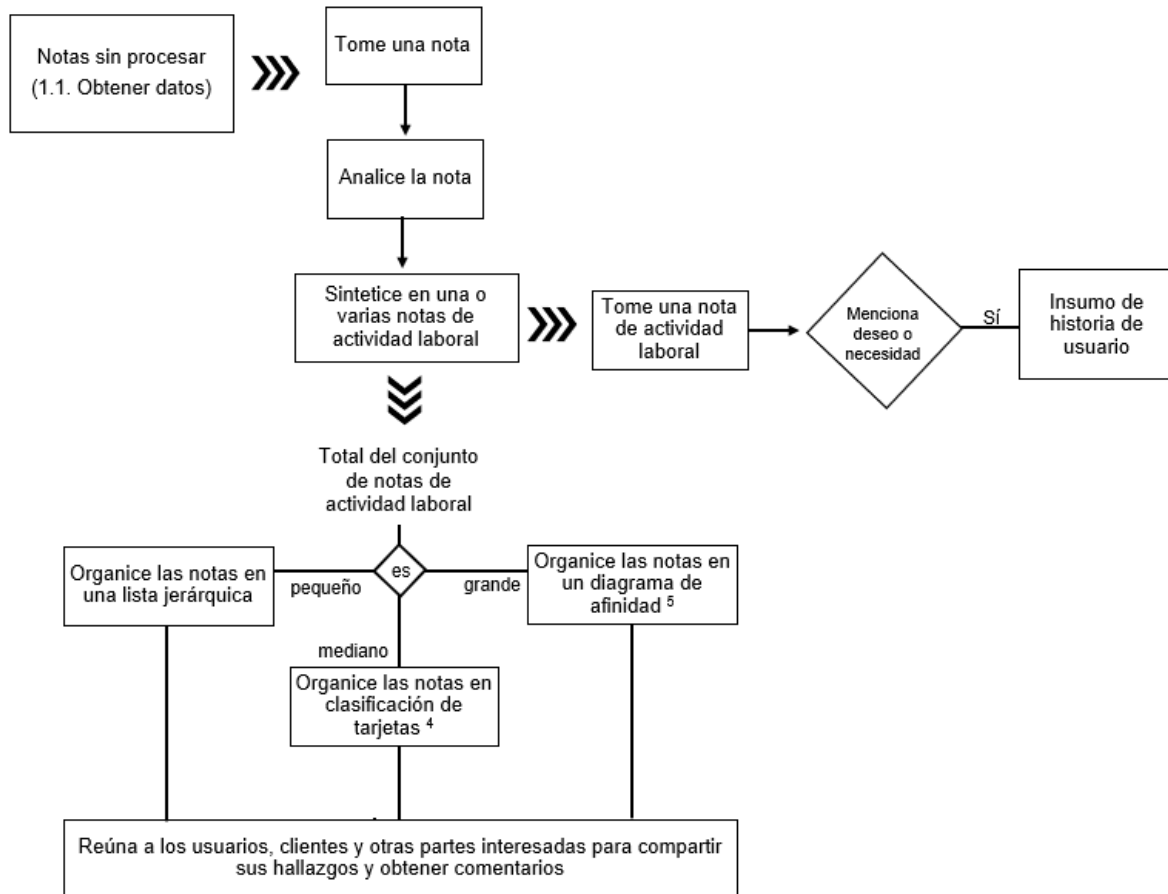 Notas sin procesar
(1.1. Obtener datos)
Tome una nota
Analice la nota
Sintetice en una o
varias notas de
actividad laboral
Tome una nota
de actividad
laboral
Menciona
deseo o
necesidad
Sí
Insumo de
historia de
usuario
Total del conjunto
de notas de
actividad laboral
es
Organice las notas en
una lista jerárquica
pequeño
grande
Organice las notas en
un diagrama de
afinidad 5
mediano
Organice las notas en
clasificación de
tarjetas 4
Reúna a los usuarios, clientes y otras partes interesadas para compartir
sus hallazgos y obtener comentarios